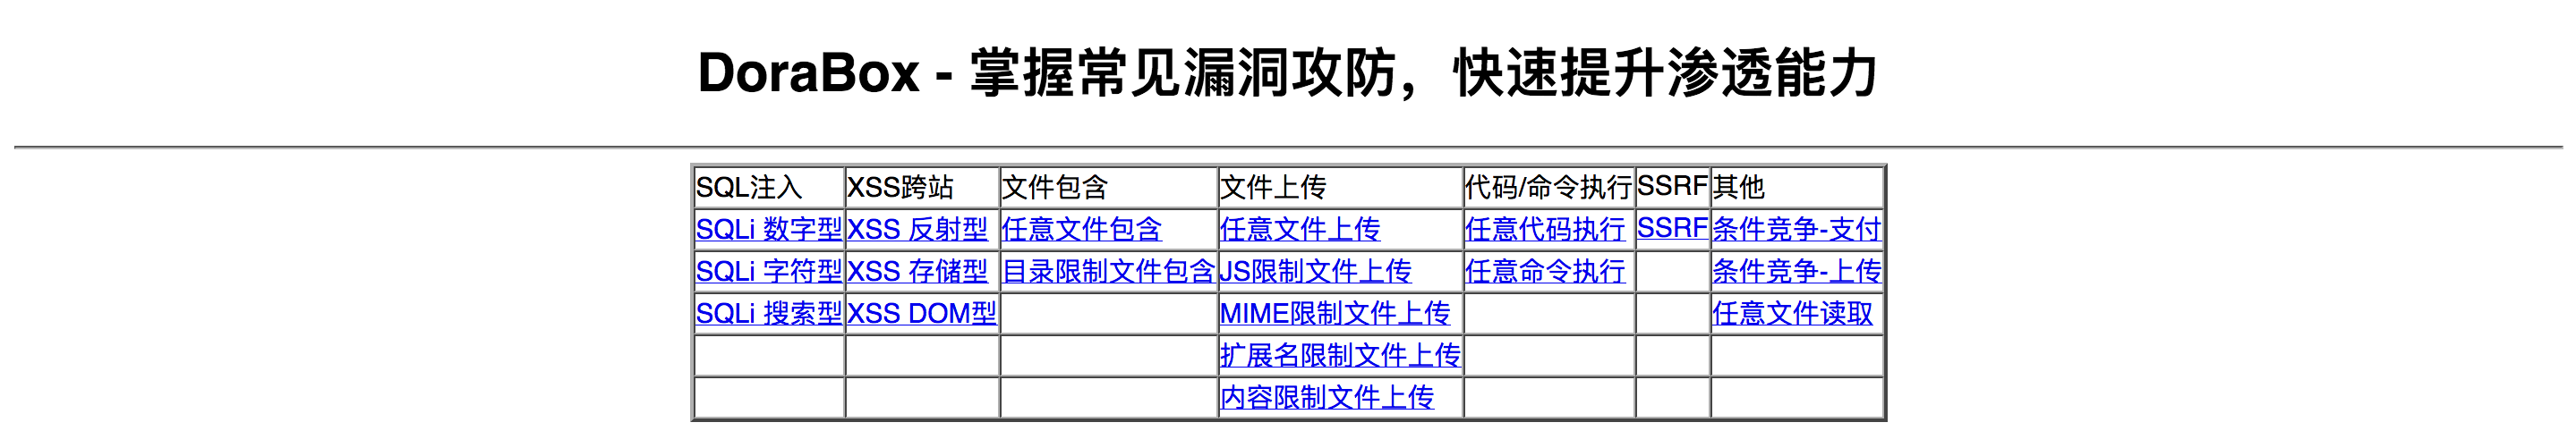 DoraBox - 掌握常见漏洞攻防，快速提升渗透能力
SQL注入 XSS跨站 文件包含 文件上传 代码/命令执行 SSRF 其他
SQLi 数字型 XSS 反射型 任意文件包含 任意文件上传 任意代码执行 SSRF 条件竞争-支付
SQLi 字符型 XSS 存储型 目录限制文件包含 JS限制文件上传 任意命令执行 条件竞争-上传
SQLi 搜索型 XSS DOM型 MIME限制文件上传 任意文件读取
扩展名限制文件上传
内容限制文件上传